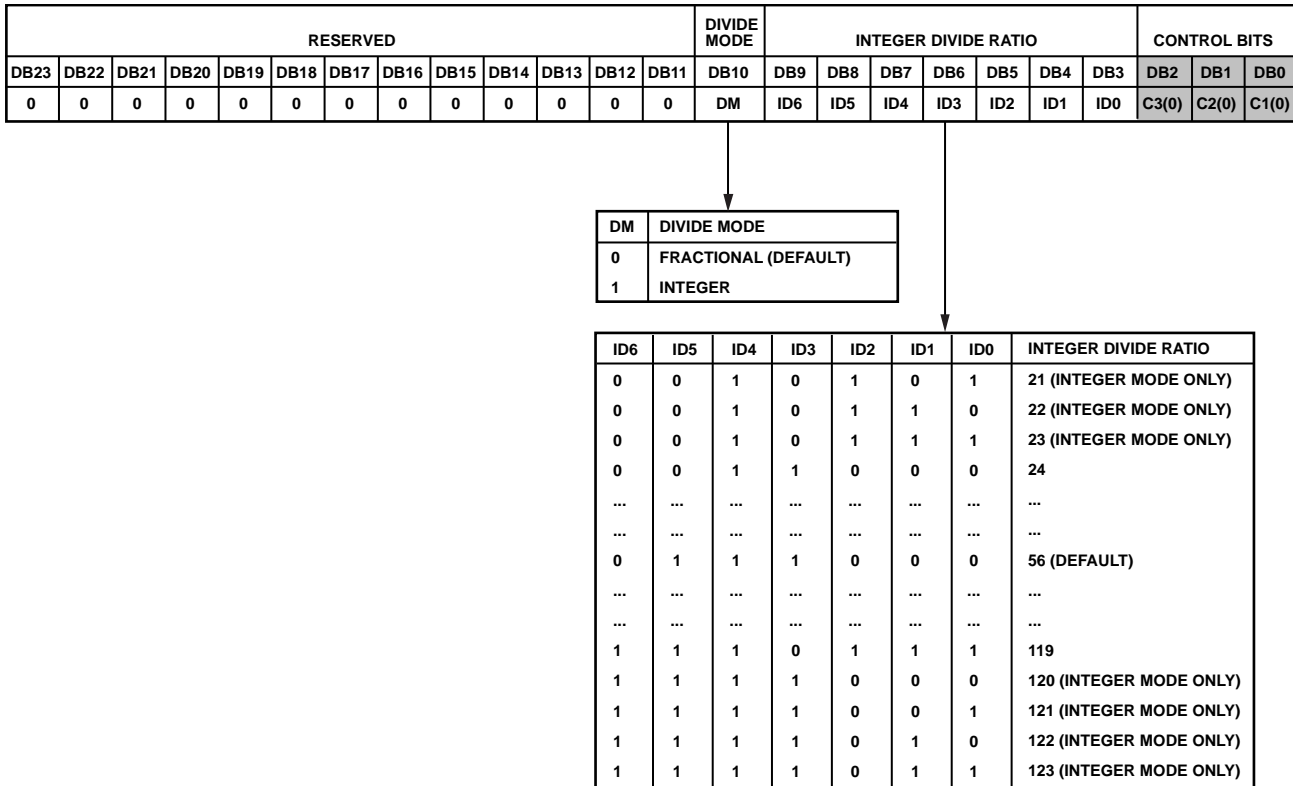 RESERVED DIVIDE MODE INTEGER DIVIDE RATIO CONTROL BITS
DB23 DB22 DB21 DB20 DB19 DB18 DB17 DB16 DB15 DB14 DB13 DB12 DB11 DB10 DB9 DB8 DB7 DB6 DB5 DB4 DB3 DB2 DB1 DB0
0 0 0 0 0 0 0 0 0 0 0 0 0 DM ID6 ID5 ID4 ID3 ID2 ID1 ID0 C3(0) C2(0) C1(0)
DM DIVIDE MODE
0 FRACTIONAL (DEFAULT)
1 INTEGER
ID6 ID5 ID4 ID3 ID2 ID1 ID0 INTEGER DIVIDE RATIO
0 0 1 0 1 0 1 21 (INTEGER MODE ONLY)
0 0 1 0 1 1 0 22 (INTEGER MODE ONLY)
0 0 1 0 1 1 1 23 (INTEGER MODE ONLY)
0 0 1 1 0 0 0 24
... ... ... ... ... ... ... ...
... ... ... ... ... ... ... ...
0 1 1 1 0 0 0 56 (DEFAULT)
... ... ... ... ... ... ... ...
... ... ... ... ... ... ... ...
1 1 1 0 1 1 1 119
1 1 1 1 0 0 0 120 (INTEGER MODE ONLY)
1 1 1 1 0 0 1 121 (INTEGER MODE ONLY)
1 1 1 1 0 1 0 122 (INTEGER MODE ONLY)
1 1 1 1 0 1 1 123 (INTEGER MODE ONLY)